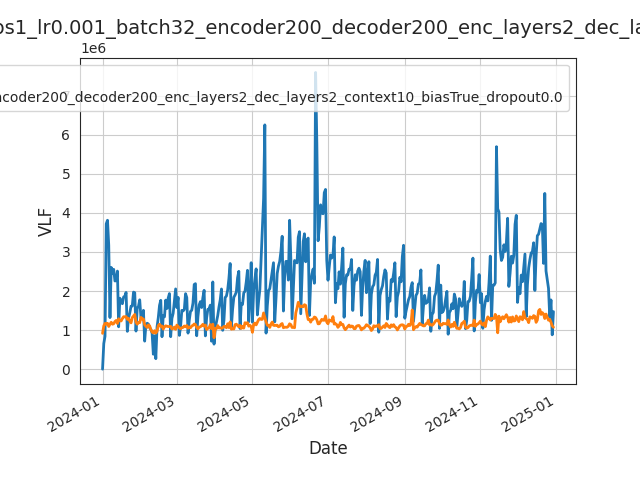 os1_lr0.001_batch32_encoder200_decoder200_enc_layers2_dec_la
1e6
ncoder200_decoder200_enc_layers2_dec_layers2_context10_biasTrue_dropout0.0
6
5
4
3
2
1
0
VLF
2024-01
2024-03
2024-05
2024-07
2024-09
2024-11
2025-01
Date